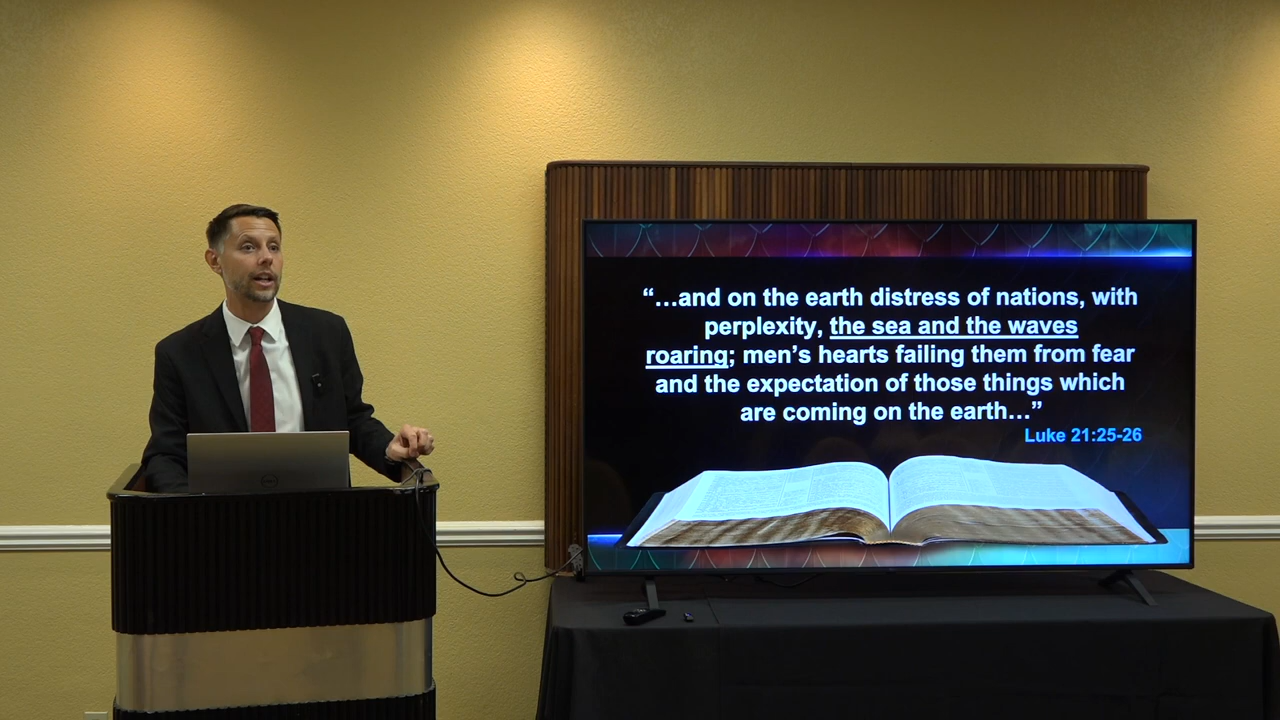 “…and on the earth distress of nations, with
perplexity, the sea and the waves
roaring; men’s hearts failing them from fear
and the expectation of those things which
are coming on the earth…”
Luke 21:25-26